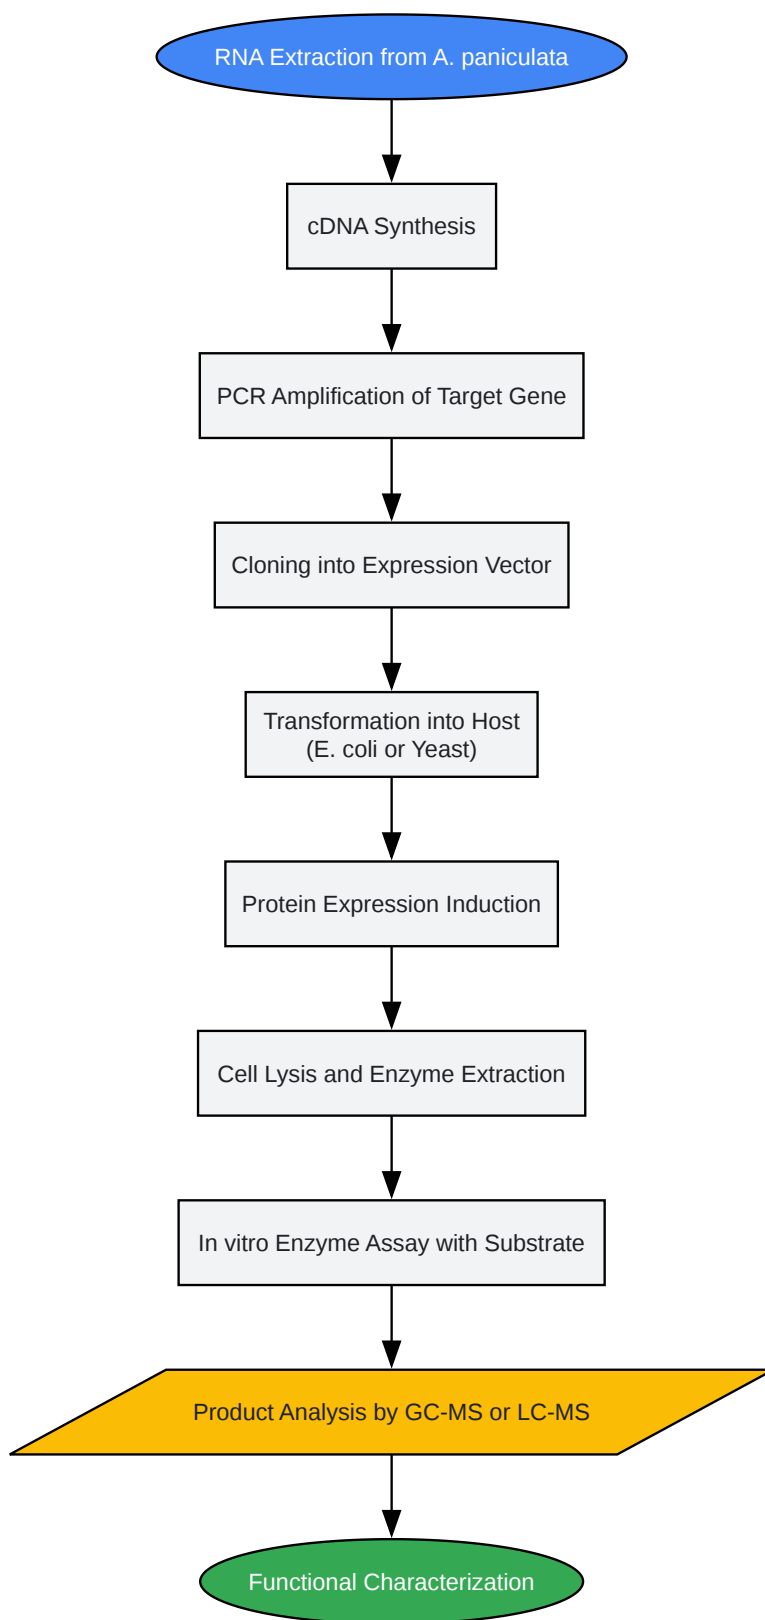 RNA Extraction from A. paniculata
cDNA Synthesis
PCR Amplification of Target Gene
Cloning into Expression Vector
Transformation into Host
(E. coli or Yeast)
Protein Expression Induction
Cell Lysis and Enzyme Extraction
In vitro Enzyme Assay with Substrate
Product Analysis by GC-MS or LC-MS
Functional Characterization